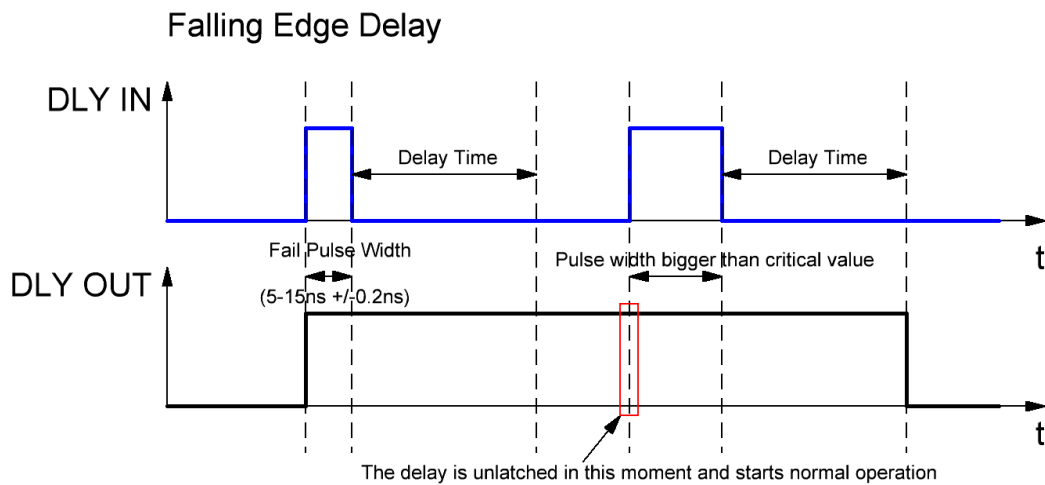 Falling Edge Delay
DLY IN
Delay Time
Delay Time
t
Fail Pulse Width
Pulse width bigger than critical value
DLY OUT
(5-15ns +/-0.2ns)
t
The delay is unlatched in this moment and starts normal operation